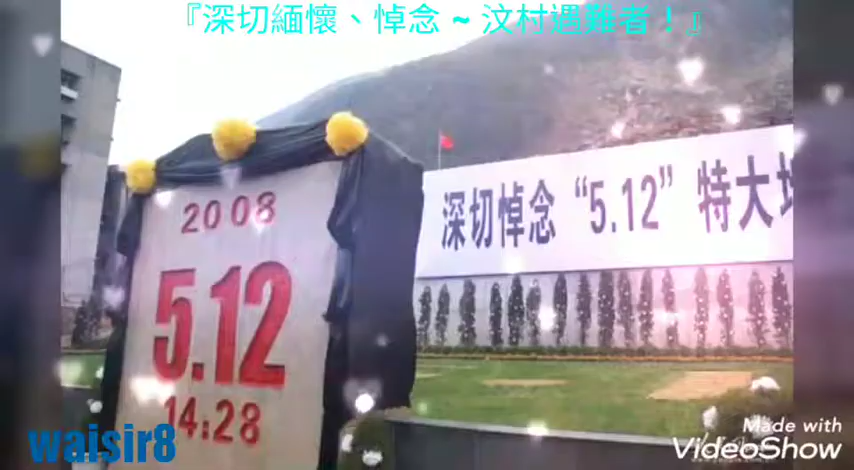 『深切緬懷、悼念 ~ 汶村遇難者！』
深切悼念 “5.12” 特大
2008
5.12
14:28
waisir8
Made with
VideoShow